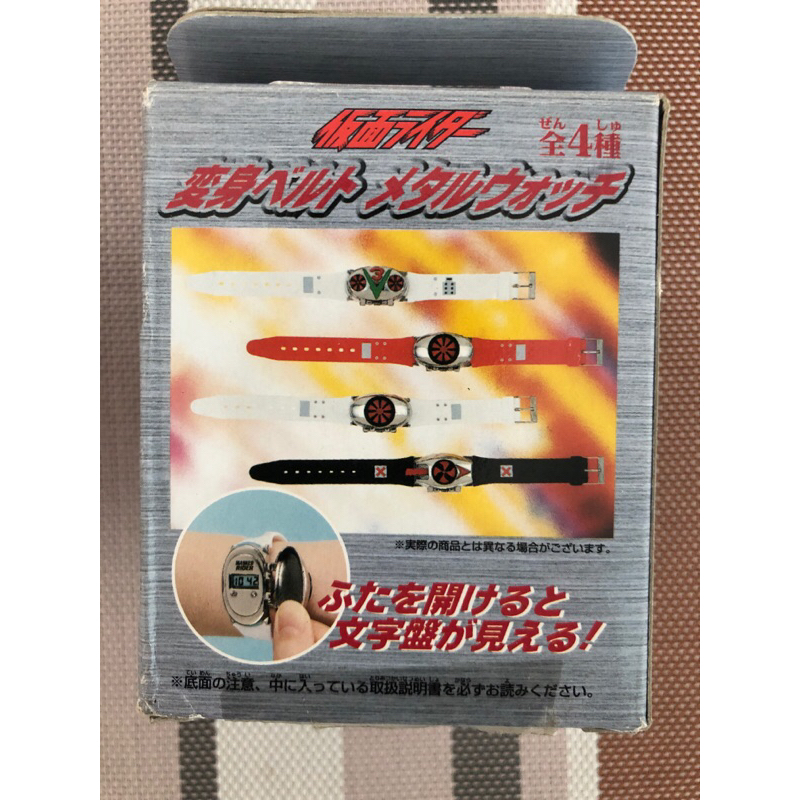 仮面ライダー
全4種
ぜん しゅ
変身ベルト メタルウォッチ
※実際の商品とは異なる場合がございます。
MASKED
RIDER
10:42
ふたを開けると
文字盤が見える!
※底面の注意、中に入っている取扱説明書を必ずお読みください。